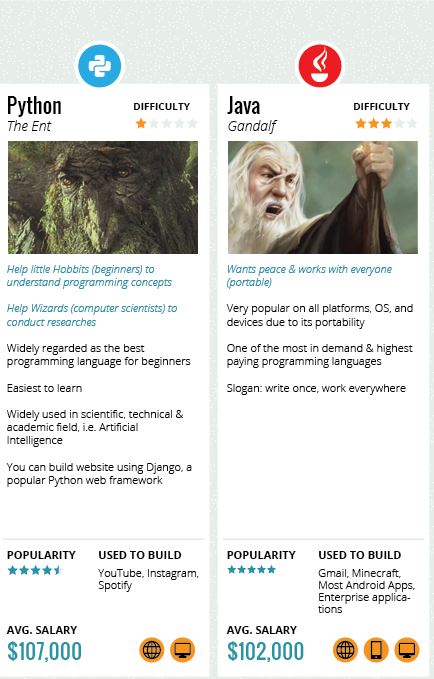 Python
DIFFICULTY
The Ent
Help little Hobbits (beginners) to
understand programming concepts
Help Wizards (computer scientists) to
conduct researches
Widely regarded as the best
programming language for beginners
Easiest to learn
Widely used in scientific, technical &
academic field, i.e. Artificial
Intelligence
You can build website using Django, a
popular Python web framework
POPULARITY
USED TO BUILD
YouTube, Instagram,
Spotify
AVG. SALARY
$107,000
Java
DIFFICULTY
Gandalf
Wants peace & works with everyone
(portable)
Very popular on all platforms, OS, and
devices due to its portability
One of the most in demand & highest
paying programming languages
Slogan: write once, work everywhere
POPULARITY
USED TO BUILD
Gmail, Minecraft,
Most Android Apps,
Enterprise applica-
tions
AVG. SALARY
$102,000